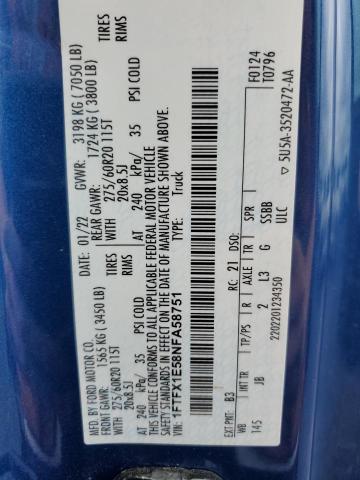 MFD. BY FORD MOTOR CO.
DATE: 01/22 GVWR: 3198 KG ( 7050 LB)
FRONT GAWR: 1565 KG ( 3450 LB) REAR GAWR: 1724 KG ( 3800 LB)
WITH 275/60R20 115T TIRES WITH 275/60R20 115T TIRES
20x8.5J RIMS 20x8.5J RIMS
AT 240 kPa/ 35 PSI COLD AT 240 kPa/ 35 PSI COLD
THIS VEHICLE CONFORMS TO ALL APPLICABLE FEDERAL MOTOR VEHICLE
SAFETY STANDARDS IN EFFECT ON THE DATE OF MANUFACTURE SHOWN ABOVE.
1FTFX1E58NFA58751 Truck
F0124
T0796
EXT PNT: B3 RC: 21 DSO:
WB INT TR TP/PS R AXLE TR SPR
145 JB 2 L3 G SSBB
ULC
2202201234350 5U5A-3520472-AA